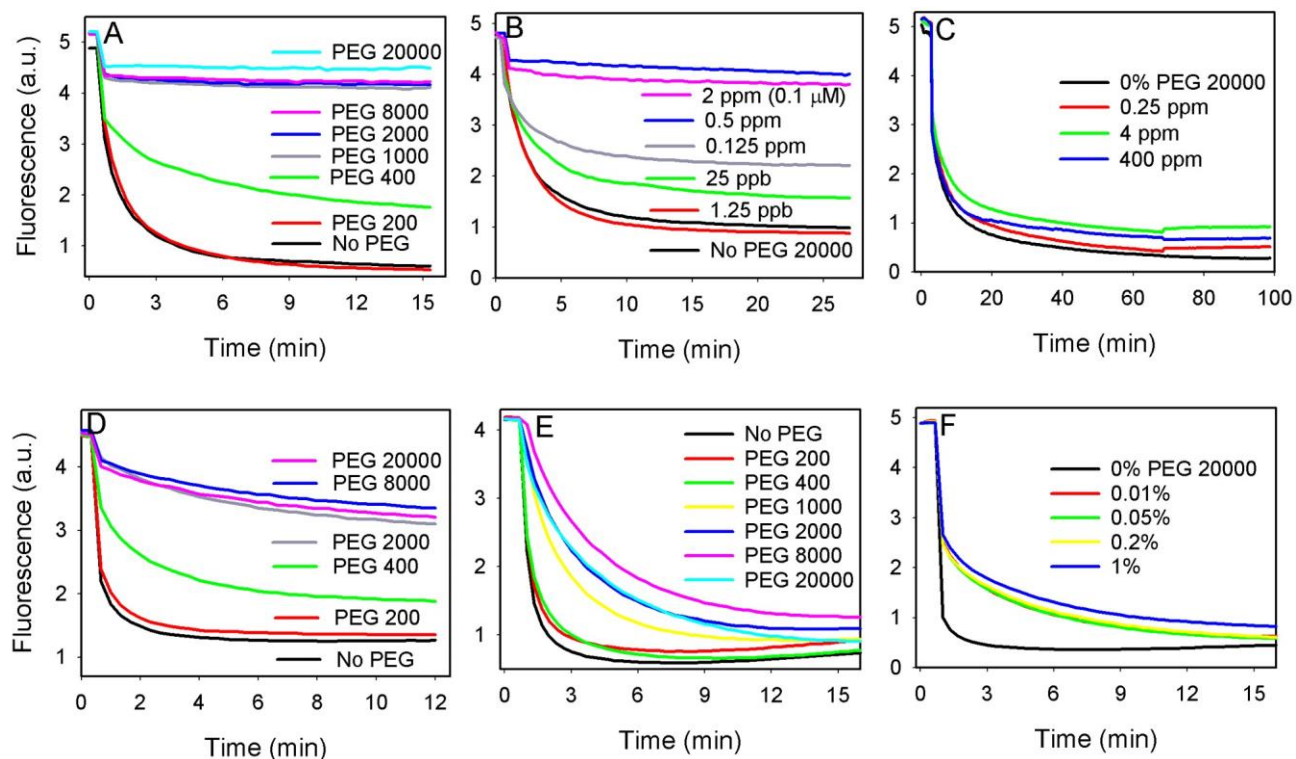 A
Fluorescence (a.u.)
5
4
3
2
1
PEG 20000
PEG 8000
PEG 2000
PEG 1000
PEG 400
PEG 200
No PEG
0 3 6 9 12 15
Time (min)
B
5
4
3
2
1
0
2 ppm (0.1 μM)
0.5 ppm
0.125 ppm
25 ppb
1.25 ppb
No PEG 20000
0 5 10 15 20 25
Time (min)
C
5
4
3
2
1
0
0% PEG 20000
0.25 ppm
4 ppm
400 ppm
0 20 40 60 80 100
Time (min)
D
Fluorescence (a.u.)
4
3
2
1
PEG 20000
PEG 8000
PEG 2000
PEG 400
PEG 200
No PEG
0 2 4 6 8 10 12
Time (min)
E
4
3
2
1
No PEG
PEG 200
PEG 400
PEG 1000
PEG 2000
PEG 8000
PEG 20000
0 3 6 9 12 15
Time (min)
F
5
4
3
2
1
0
0% PEG 20000
0.01%
0.05%
0.2%
1%
0 3 6 9 12 15
Time (min)